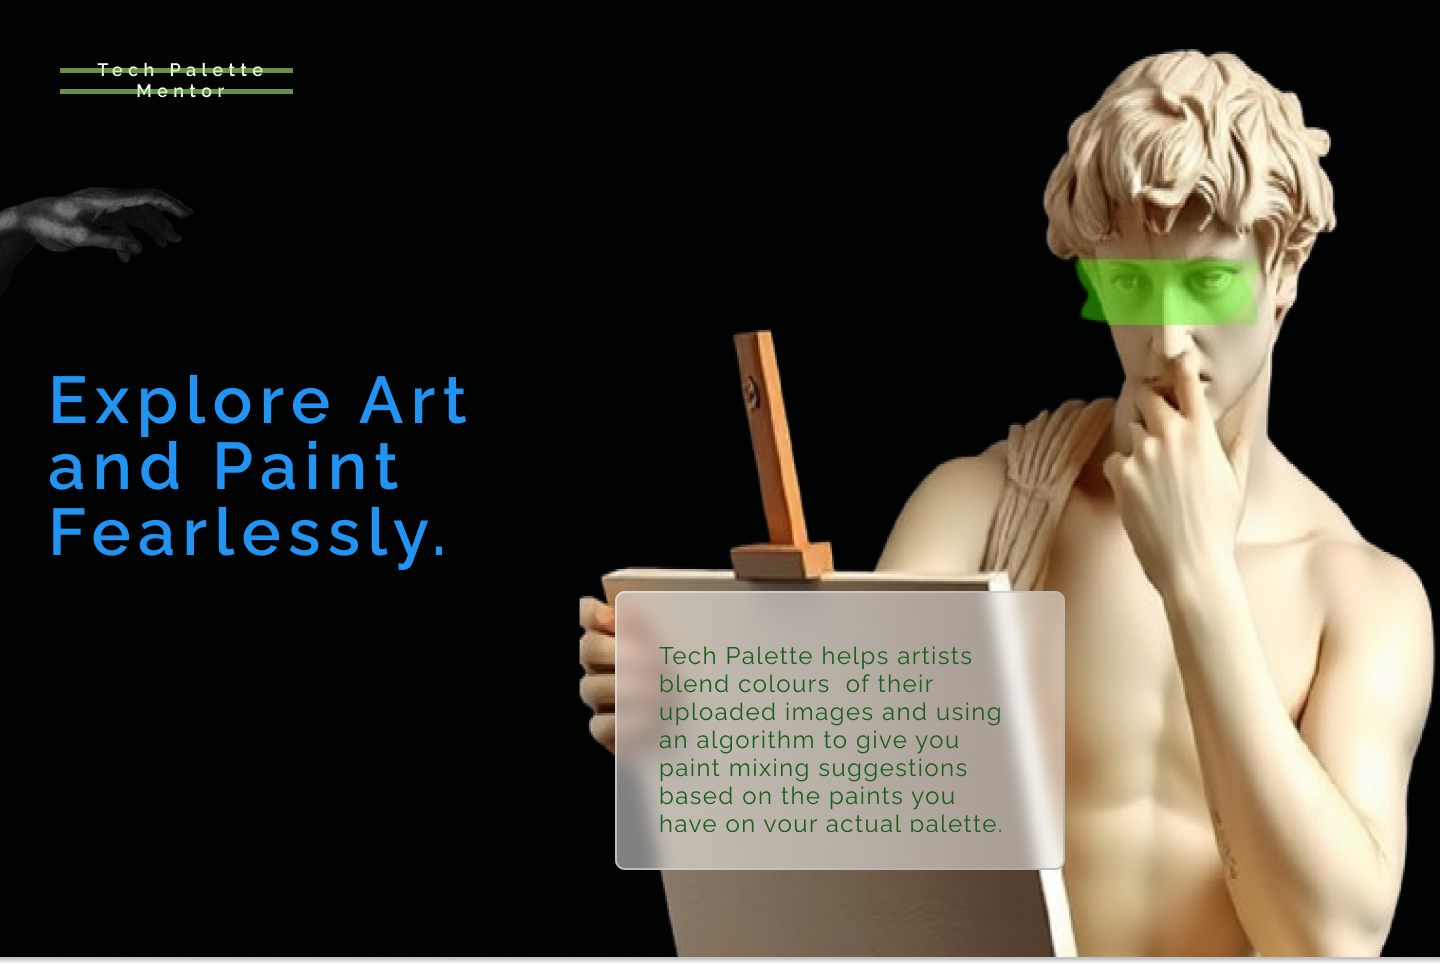 Tech Palette
Mentor
Explore Art
and Paint
Fearlessly.
Tech Palette helps artists
blend colours  of their
uploaded images and using
an algorithm to give you
paint mixing suggestions
based on the paints you
have on your actual palette.